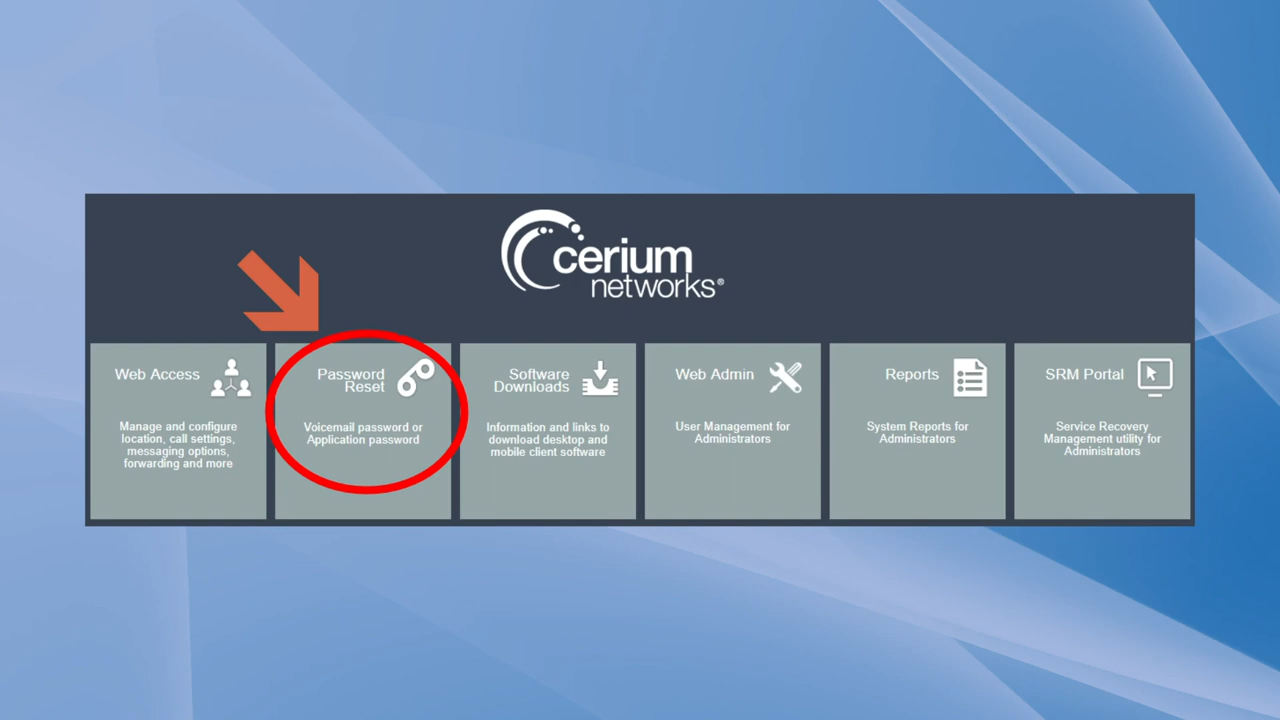 cerium
networks®
Web Access
Manage and configure
location, call settings,
messaging options,
forwarding and more
Password
Reset
Voicemail password or
Application password
Software
Downloads
Information and links to
download desktop and
mobile client software
Web Admin
User Management for
Administrators
Reports
System Reports for
Administrators
SRM Portal
Service Recovery
Management utility for
Administrators